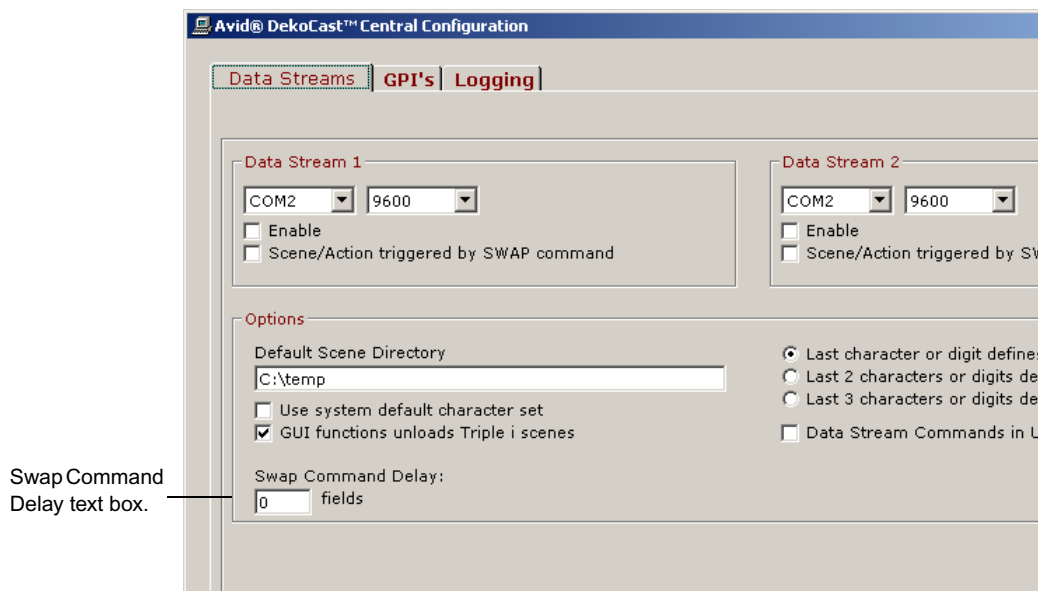 Avid® DekoCast™ Central Configuration
Data Streams GPI's Logging
Data Stream 1
COM2 9600
Enable
Scene/Action triggered by SWAP command
Data Stream 2
COM2 9600
Enable
Scene/Action triggered by
Options
Default Scene Directory
C:\temp
Use system default character set
GUI functions unloads Triple i scenes
Swap Command Delay:
0 fields
Last character or digit defines
Last 2 characters or digits de
Last 3 characters or digits de
Data Stream Commands in
Swap Command
Delay text box.